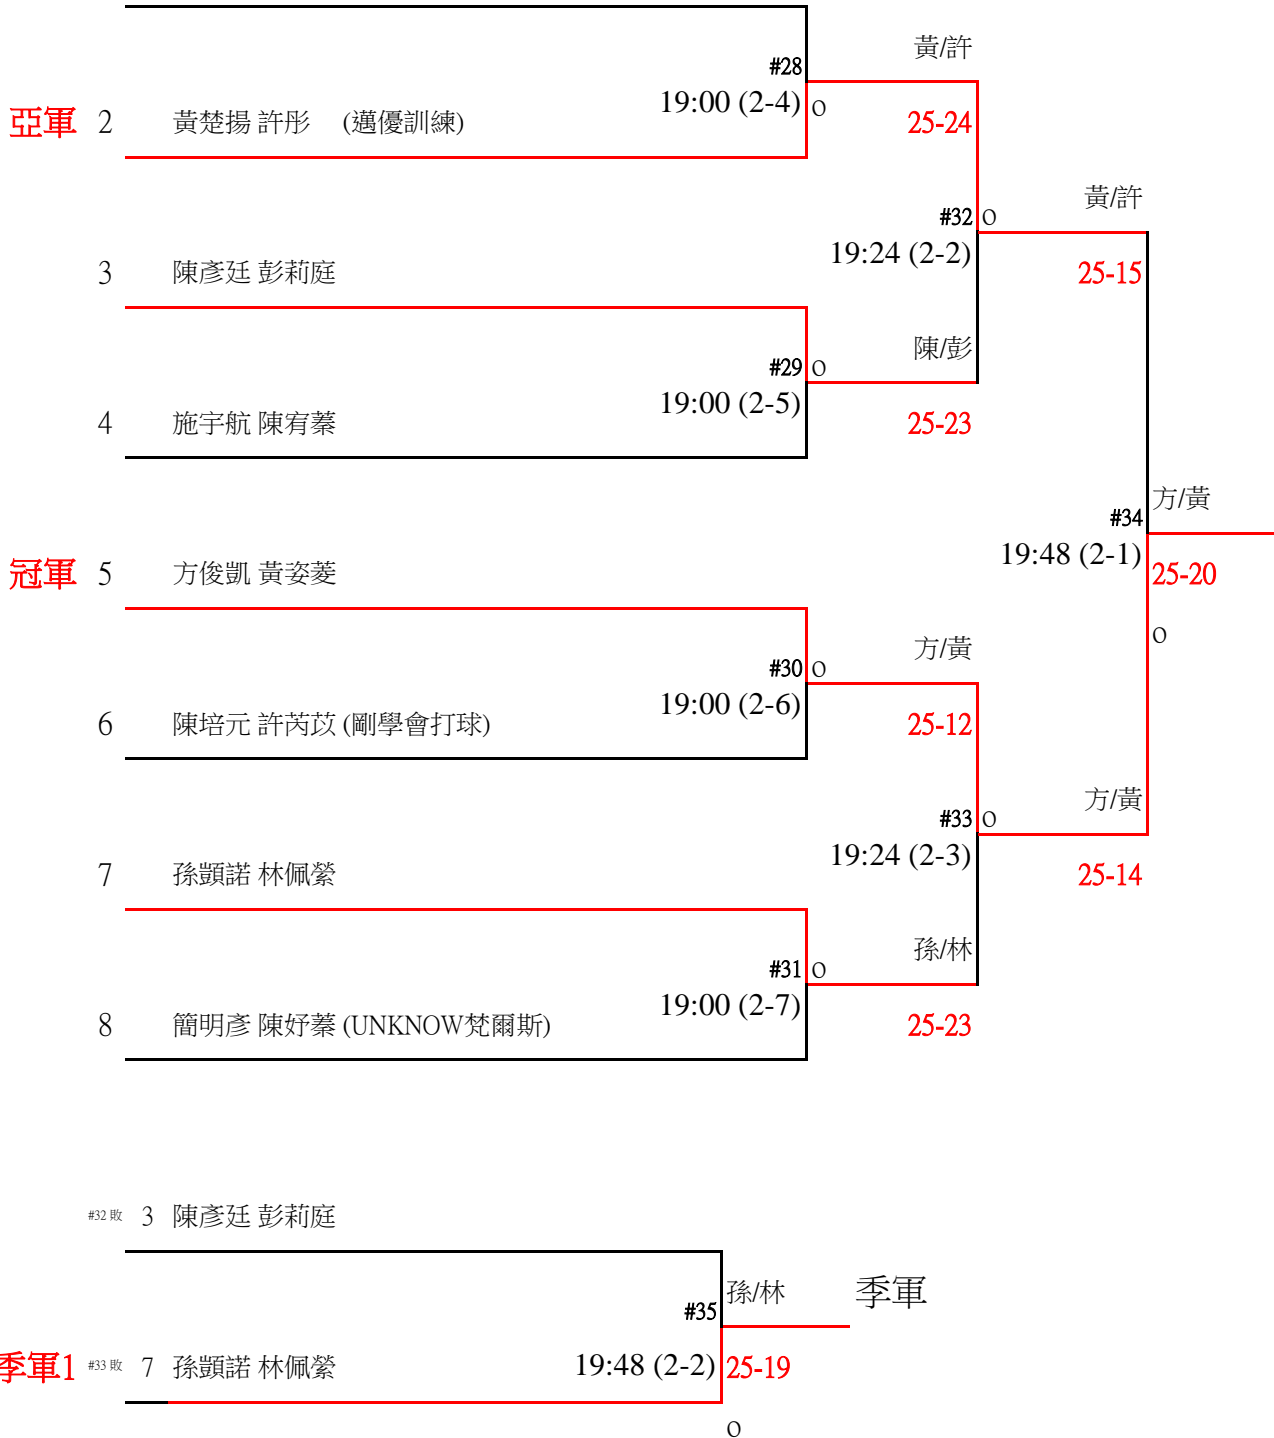 黃/許
#28
19:00 (2-4) O
亞軍 2 黃楚揚 許彤 (邁優訓練) 25-24
黃/許
#32 O
19:24 (2-2)
3 陳彥廷 彭莉庭 25-15
陳/彭
#29 O
19:00 (2-5)
4 施宇航 陳宥蓁 25-23
方/黃
#34
19:48 (2-1)
冠軍 5 方俊凱 黃姿菱 25-20
O
方/黃
#30 O
19:00 (2-6)
6 陳培元 許芮苡 (剛學會打球) 25-12
方/黃
#33 O
19:24 (2-3)
7 孫顗諾 林佩縈 25-14
孫/林
#31 O
19:00 (2-7)
8 簡明彥 陳妤蓁 (UNKNOW梵爾斯) 25-23
#32 敗 3 陳彥廷 彭莉庭
孫/林 季軍
#35
季軍1 #33 敗 7 孫顗諾 林佩縈 19:48 (2-2) 25-19
O